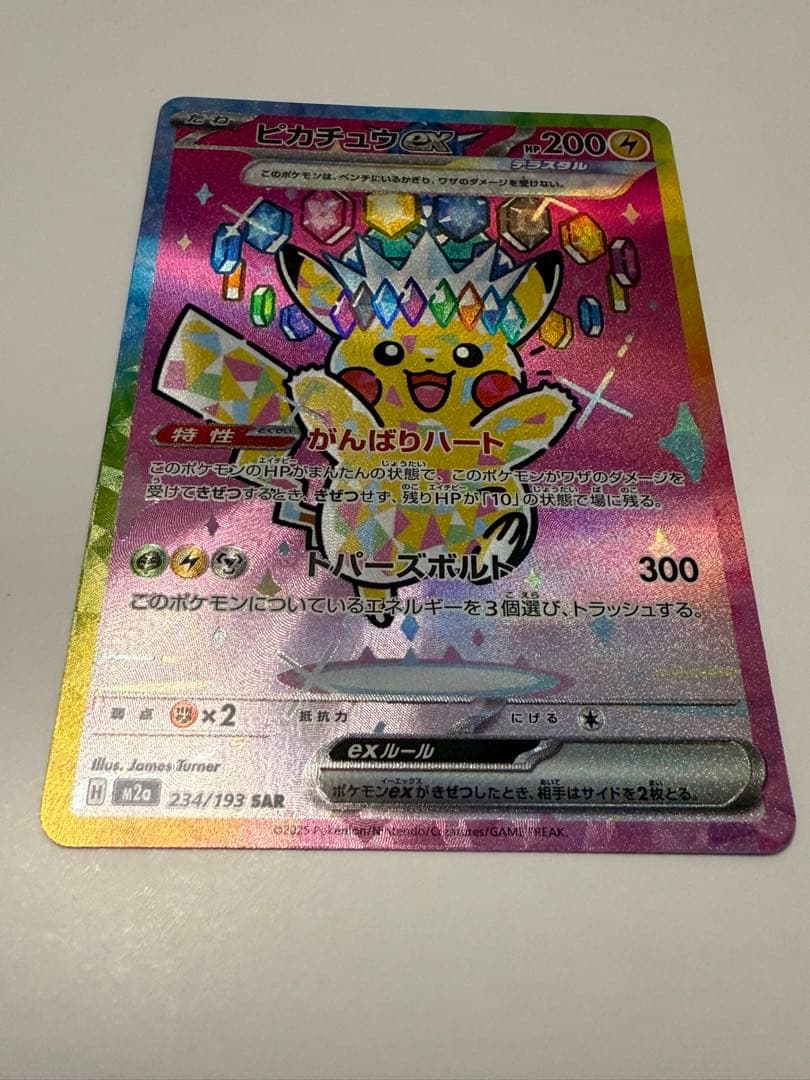 たね ピカチュウex HP200
テラスタル
このポケモンは、ベンチにいるかぎり、ワザのダメージを受けない。
特性 とくせい がんばりハート
このポケモンのHPがまんたんの状態で、このポケモンがワザのダメージを
受けてきぜつするとき、きぜつせず、残りHPが「10」の状態で場に残る。
トパーズボルト 300
このポケモンについているエネルギーを3個選び、トラッシュする。
弱点 ×2 抵抗力 にげる
exルール
ポケモンexがきぜつしたとき、相手はサイドを2枚とる。
Illus. James Turner
H M2a 234/193 SAR
©2025 Pokémon/Nintendo/Creatures/GAME FREAK.